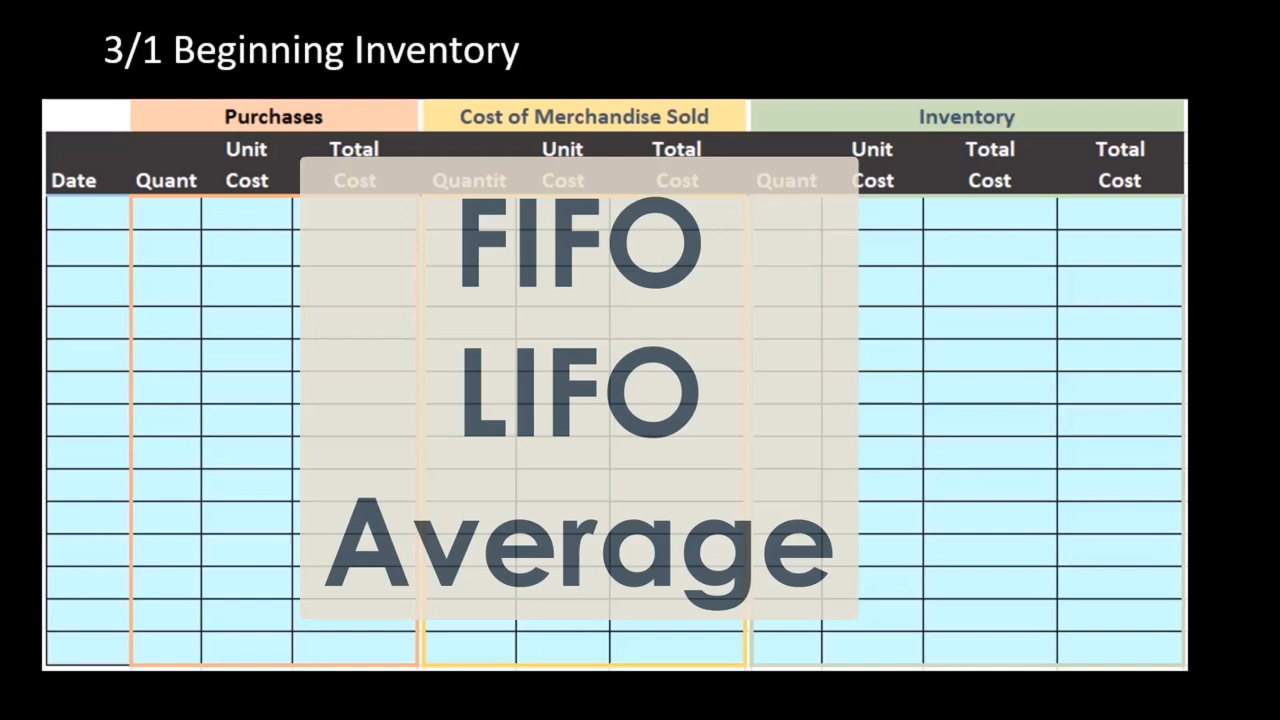 3/1 Beginning Inventory
Purchases Cost of Merchandise Sold Inventory
Unit Total Unit Total Unit Total Total
Date Quant Cost Cost Quantit Cost Cost Quant Cost Cost Cost
FIFO
LIFO
Average